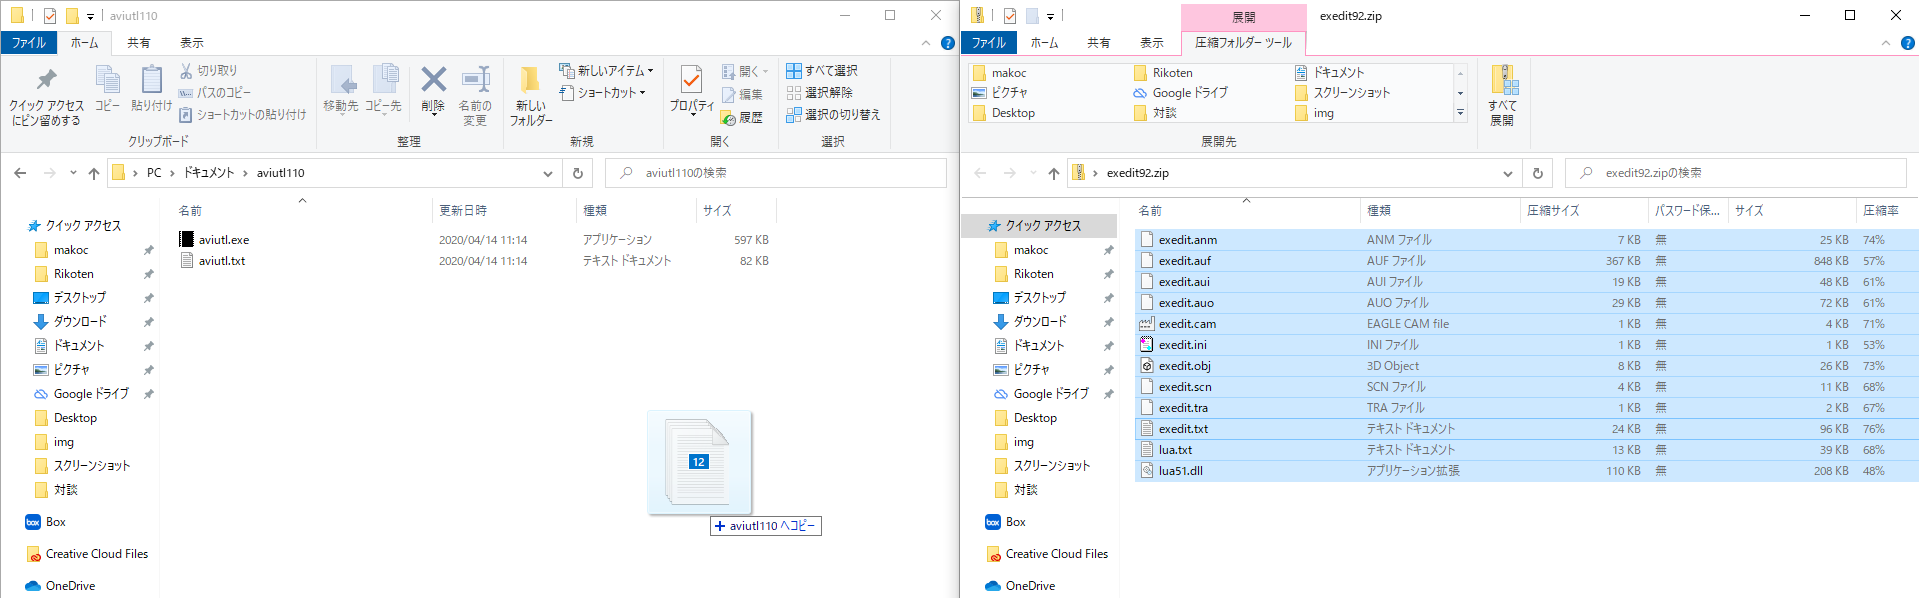 aviutl110
ファイル
ホーム
共有
表示
クイック アクセス
にピン留めする
コピー
貼り付け
切り取り
パスのコピー
ショートカットの貼り付け
クリップボード
移動先
コピー先
削除
名前の
変更
整理
新しい
フォルダー
新しいアイテム
ショートカット
新規
プロパティ
開く
編集
履歴
開く
すべて選択
選択解除
選択の切り替え
選択
PC
ドキュメント
aviutl110
aviutl110の検索
名前
更新日時
種類
サイズ
aviutl.exe 2020/04/14 11:14 アプリケーション 597 KB
aviutl.txt 2020/04/14 11:14 テキスト ドキュメント 82 KB
クイック アクセス
makoc
Rikoten
デスクトップ
ダウンロード
ドキュメント
ピクチャ
Google ドライブ
Desktop
img
スクリーンショット
対談
box
Box
Creative Cloud Files
OneDrive
12
aviutl110 へコピー
展開
exedit92.zip
ファイル
ホーム
共有
表示
圧縮フォルダー ツール
makoc
Rikoten
ドキュメント
ピクチャ
Google ドライブ
スクリーンショット
Desktop
対談
img
展開先
すべて
展開
exedit92.zip
exedit92.zipの検索
名前
種類
圧縮サイズ
パスワード保...
サイズ
圧縮率
exedit.anm ANM ファイル 7 KB 無 25 KB 74%
exedit.auf AUF ファイル 367 KB 無 848 KB 57%
exedit.aui AUI ファイル 19 KB 無 48 KB 61%
exedit.auo AUO ファイル 29 KB 無 72 KB 61%
exedit.cam EAGLE CAM file 1 KB 無 4 KB 71%
exedit.ini INI ファイル 1 KB 無 1 KB 53%
exedit.obj 3D Object 8 KB 無 26 KB 73%
exedit.scn SCN ファイル 4 KB 無 11 KB 68%
exedit.tra TRA ファイル 1 KB 無 2 KB 67%
exedit.txt テキスト ドキュメント 24 KB 無 96 KB 76%
lua.txt テキスト ドキュメント 13 KB 無 39 KB 68%
lua51.dll アプリケーション拡張 110 KB 無 208 KB 48%
クイック アクセス
makoc
Rikoten
デスクトップ
ダウンロード
ドキュメント
ピクチャ
Google ドライブ
Desktop
img
スクリーンショット
対談
box
Box
Creative Cloud Files
OneDrive